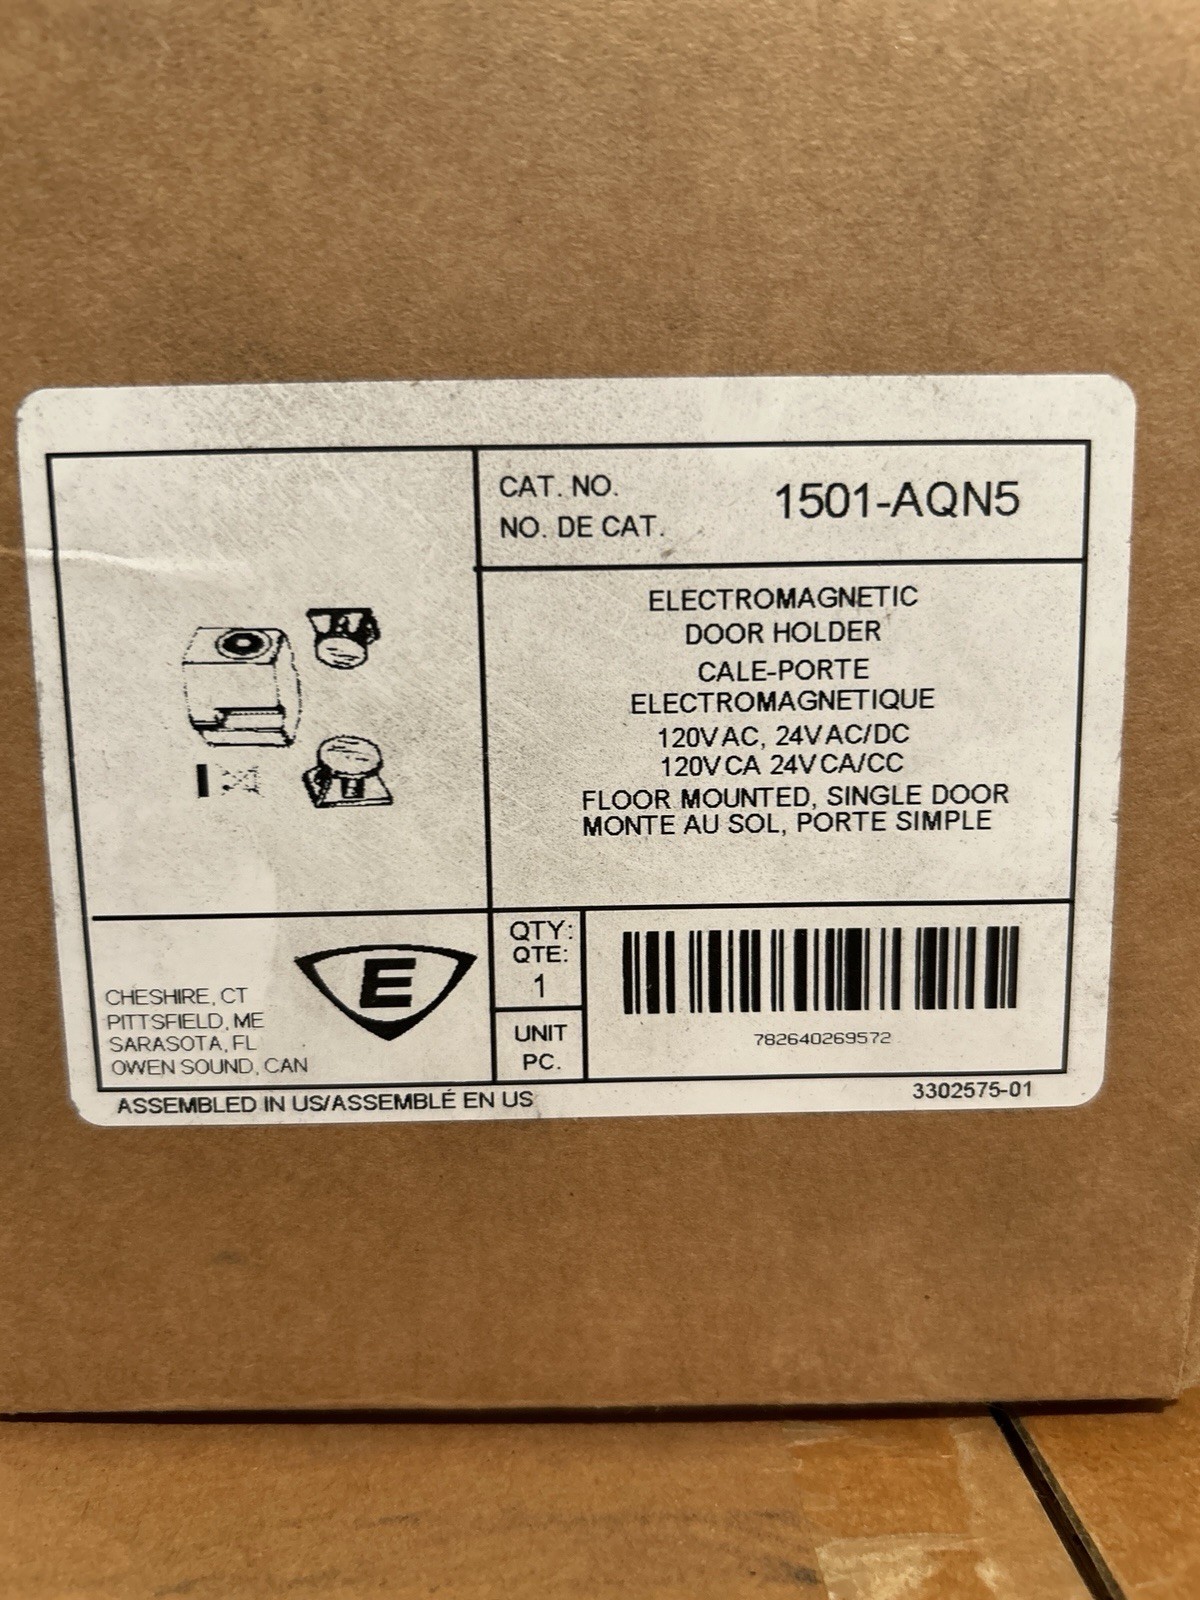 CAT. NO.
NO. DE CAT.
1501-AQN5
ELECTROMAGNETIC
DOOR HOLDER
CALE-PORTE
ELECTROMAGNETIQUE
120VAC, 24VAC/DC
120VCA 24VCA/CC
FLOOR MOUNTED, SINGLE DOOR
MONTE AU SOL, PORTE SIMPLE
CHESHIRE, CT
PITTSFIELD, ME
SARASOTA, FL
OWEN SOUND, CAN
E
QTY:
QTE:
1
UNIT
PC.
782640269572
ASSEMBLED IN US/ASSEMBLÉ EN US
3302575-01